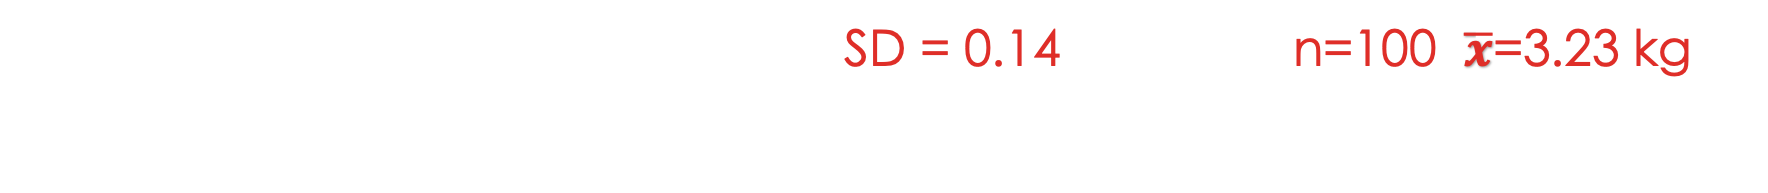 SD = 0.14 n=100 x̅=3.23 kg